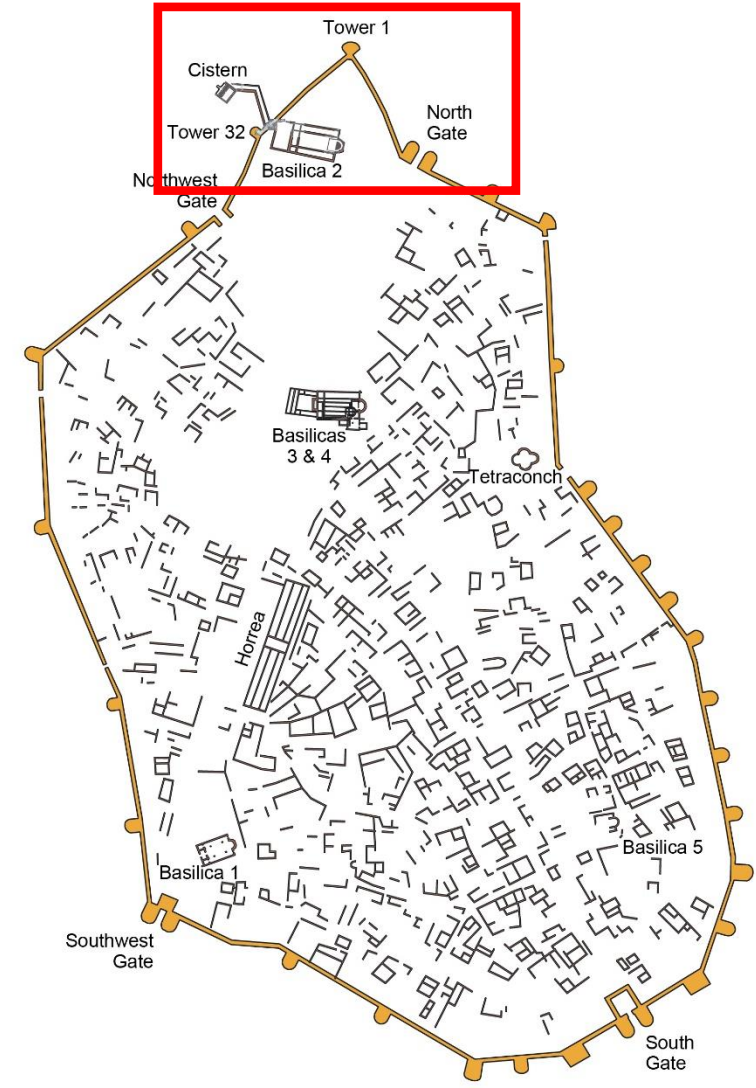 Tower 1
Cistern
North
Gate
Tower 32
Basilica 2
Northwest
Gate
Basilicas
3 & 4
Tetraconch
Horrea
Basilica 5
Basilica 1
Southwest
Gate
South
Gate